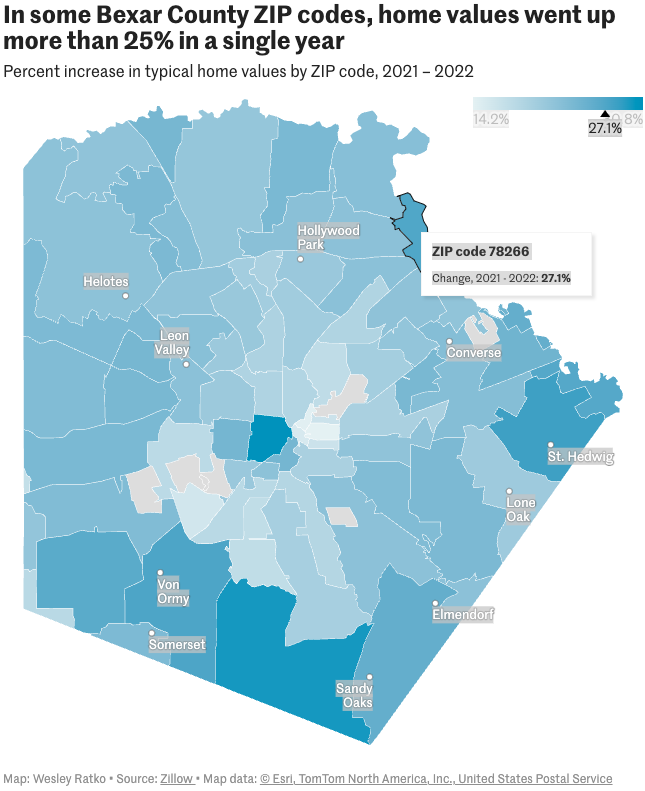 In some Bexar County ZIP codes, home values went up
more than 25% in a single year
Percent increase in typical home values by ZIP code, 2021 – 2022
14.2%
27.1%
Hollywood
Park
ZIP code 78266
Change, 2021 - 2022: 27.1%
Helotes
Leon
Valley
Converse
St. Hedwig
Lone
Oak
Von
Ormy
Elmendorf
Somerset
Sandy
Oaks
Map: Wesley Ratko • Source: Zillow • Map data: © Esri, TomTom North America, Inc., United States Postal Service